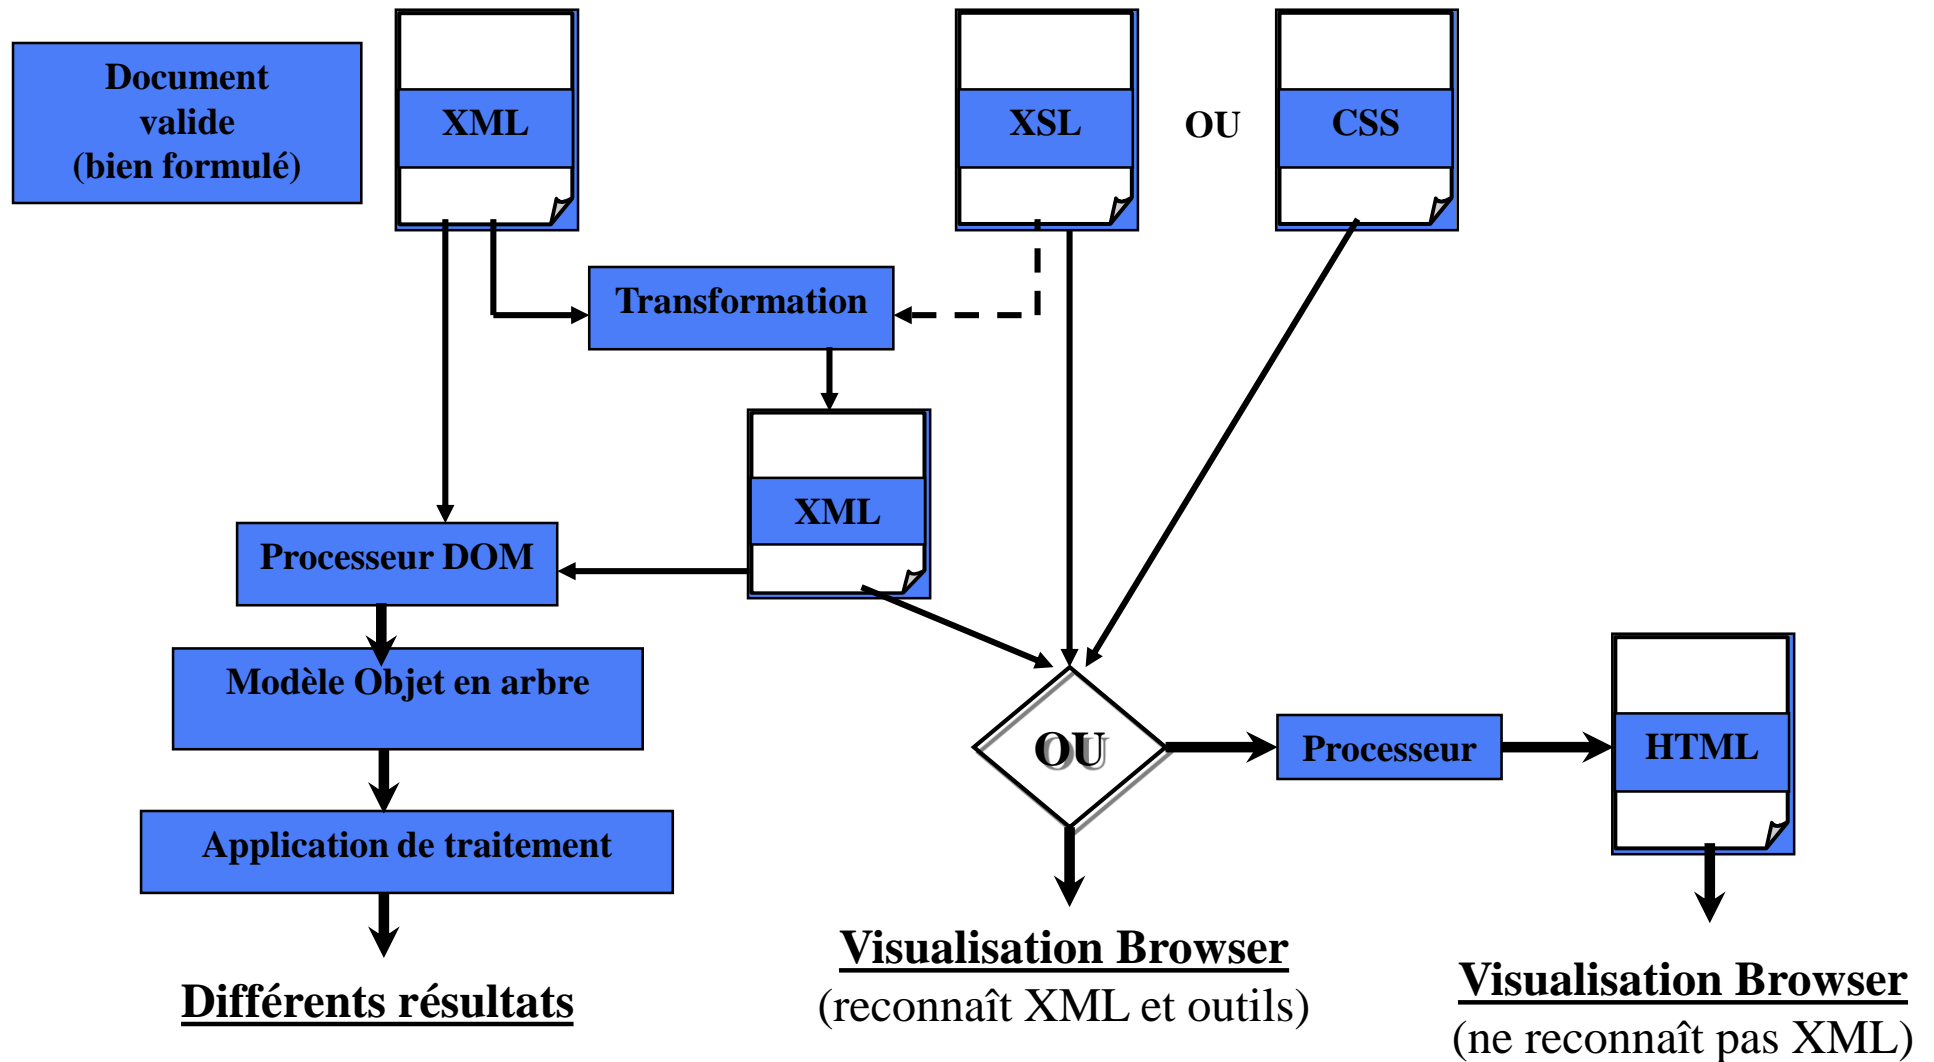 Document
valide
(bien formulé)
XML
XSL
OU
CSS
Transformation
XML
Processeur DOM
Modèle Objet en arbre
OU
Processeur
HTML
Application de traitement
Différents résultats
Visualisation Browser
(reconnaît XML et outils)
Visualisation Browser
(ne reconnaît pas XML)